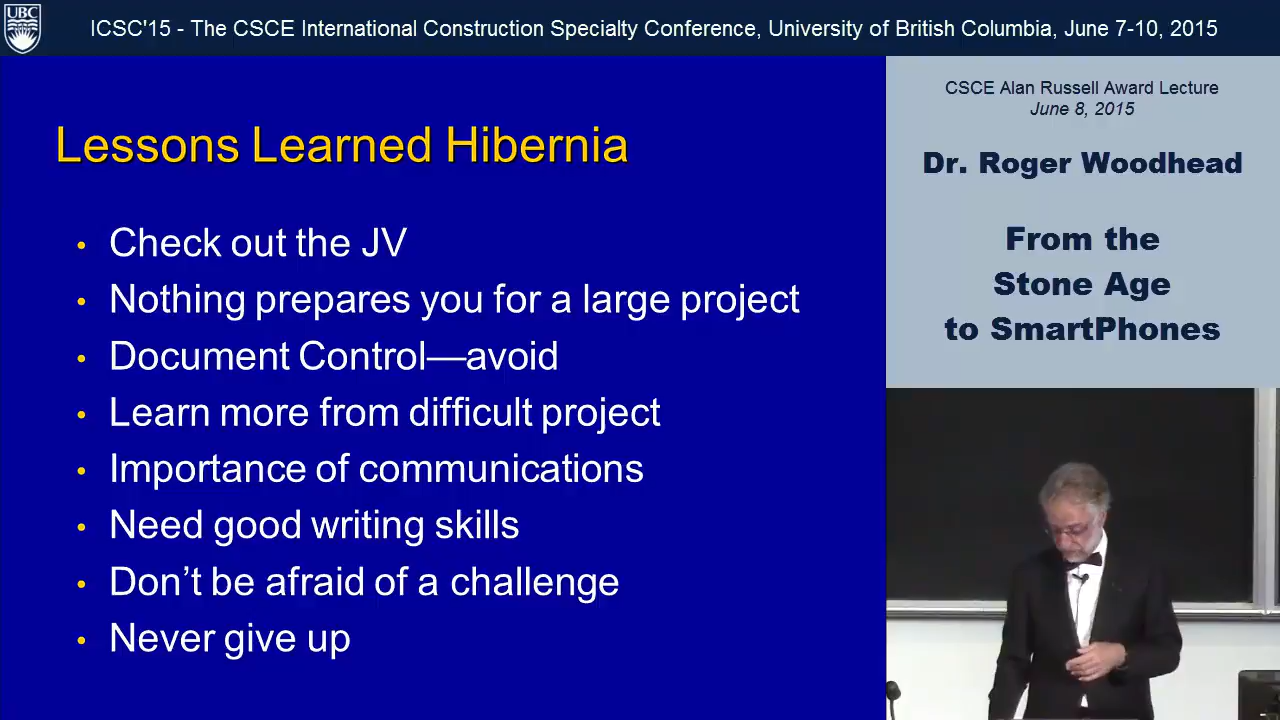 UBC
ICSC'15 - The CSCE International Construction Specialty Conference, University of British Columbia, June 7-10, 2015
Lessons Learned Hibernia
• Check out the JV
• Nothing prepares you for a large project
• Document Control—avoid
• Learn more from difficult project
• Importance of communications
• Need good writing skills
• Don’t be afraid of a challenge
• Never give up
CSCE Alan Russell Award Lecture
June 8, 2015
Dr. Roger Woodhead
From the
Stone Age
to SmartPhones